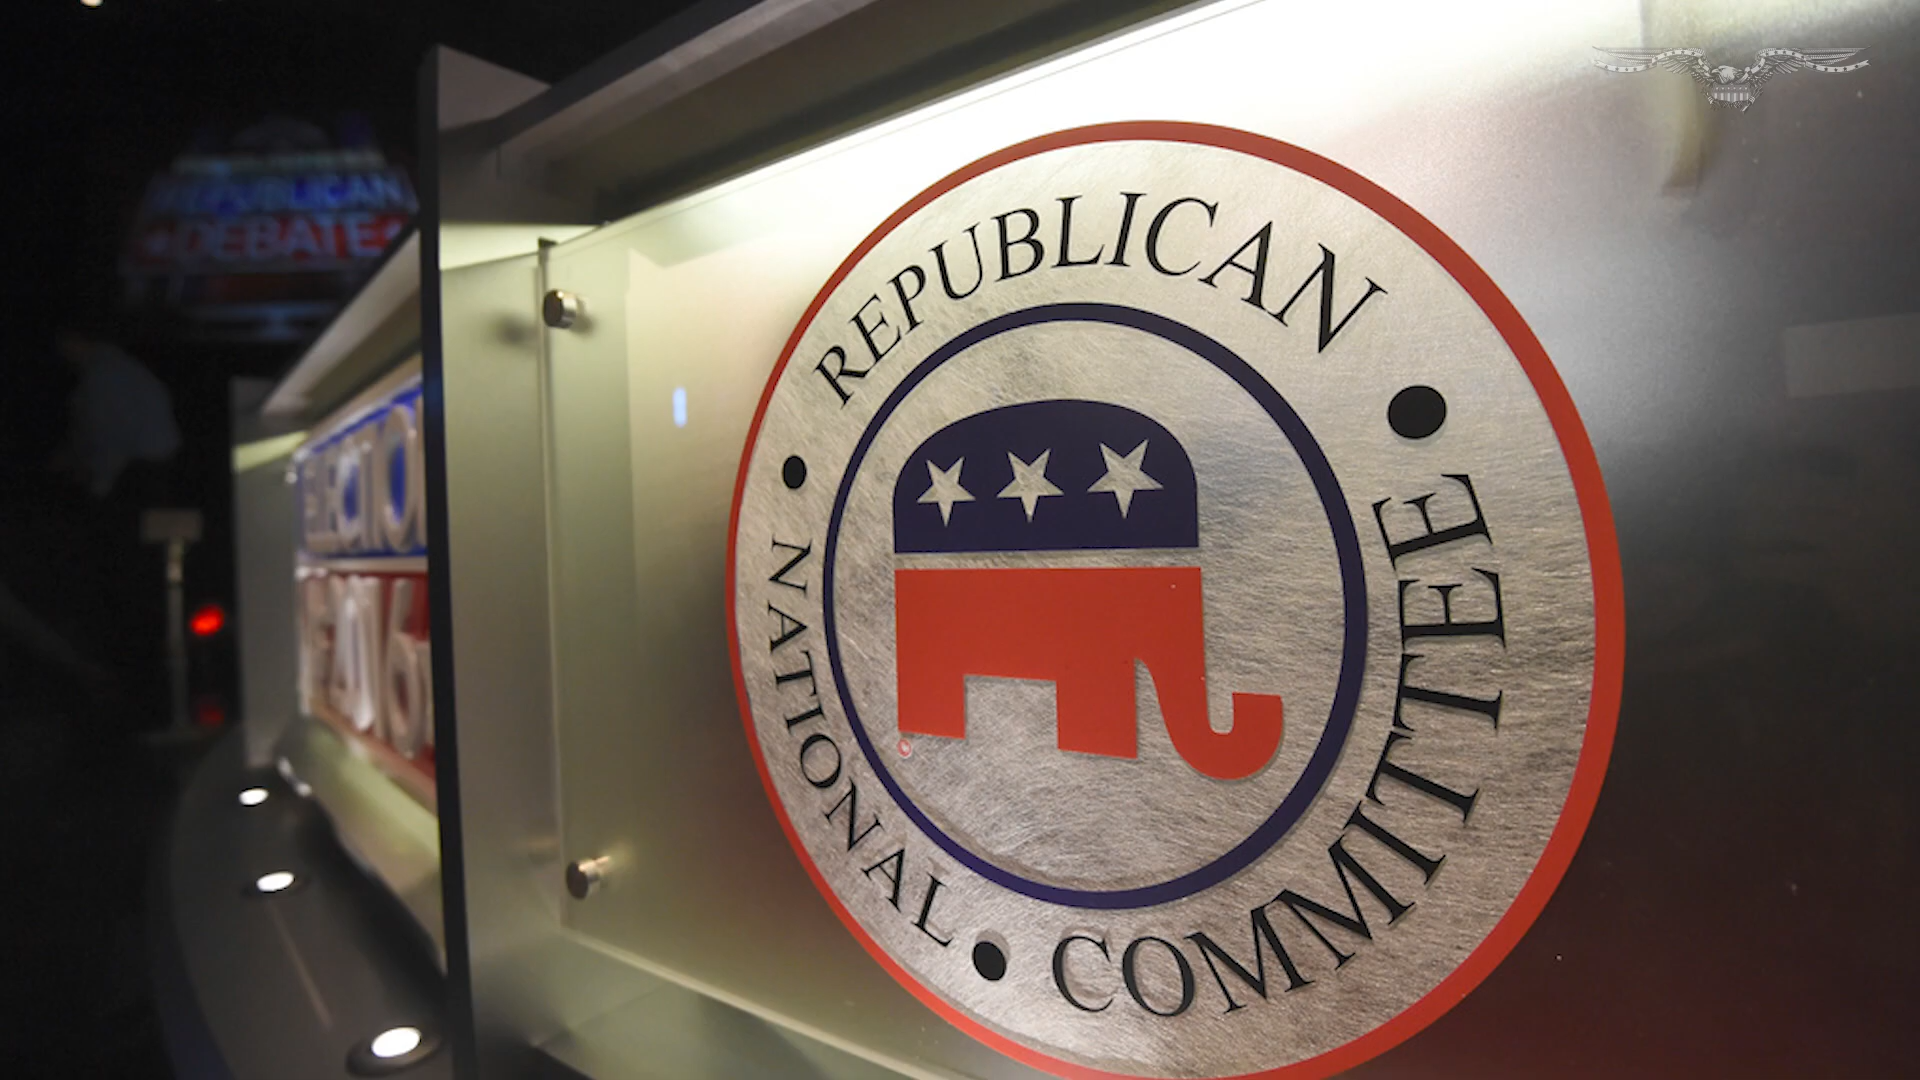 REPUBLICAN
DEBATE
ELECTION
REPUBLICAN
NATIONAL
COMMITTEE